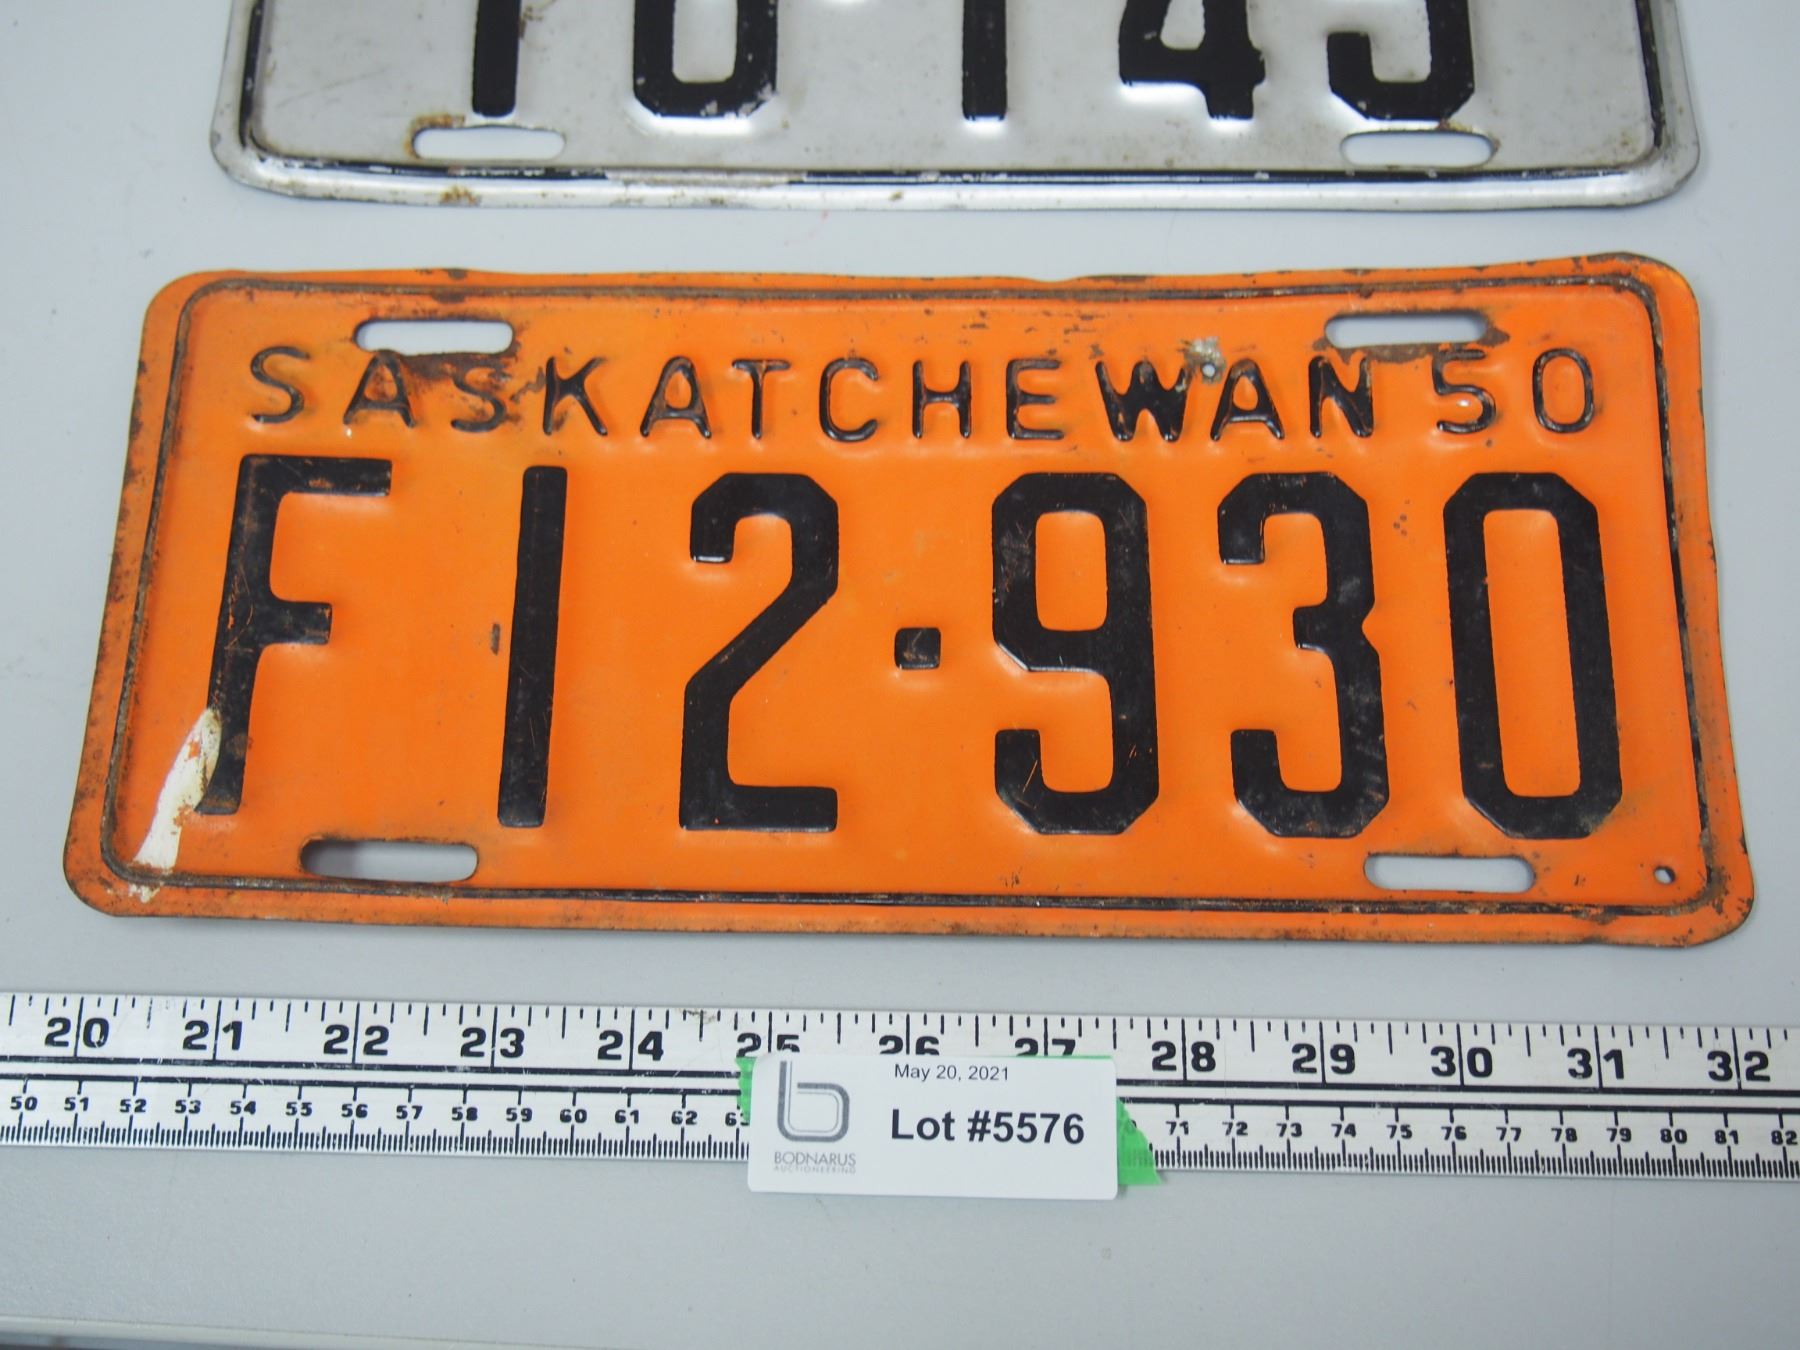 SASKATCHEWAN 50
F12·930
20 21 22 23 24 25 26 27 28 29 30 31 32
May 20, 2021
Lot #5576
BODNARUS
AUCTIONEERING
50 51 52 53 54 55 56 57 58 59 60 61 62 63 71 72 73 74 75 76 77 78 79 80 81 82